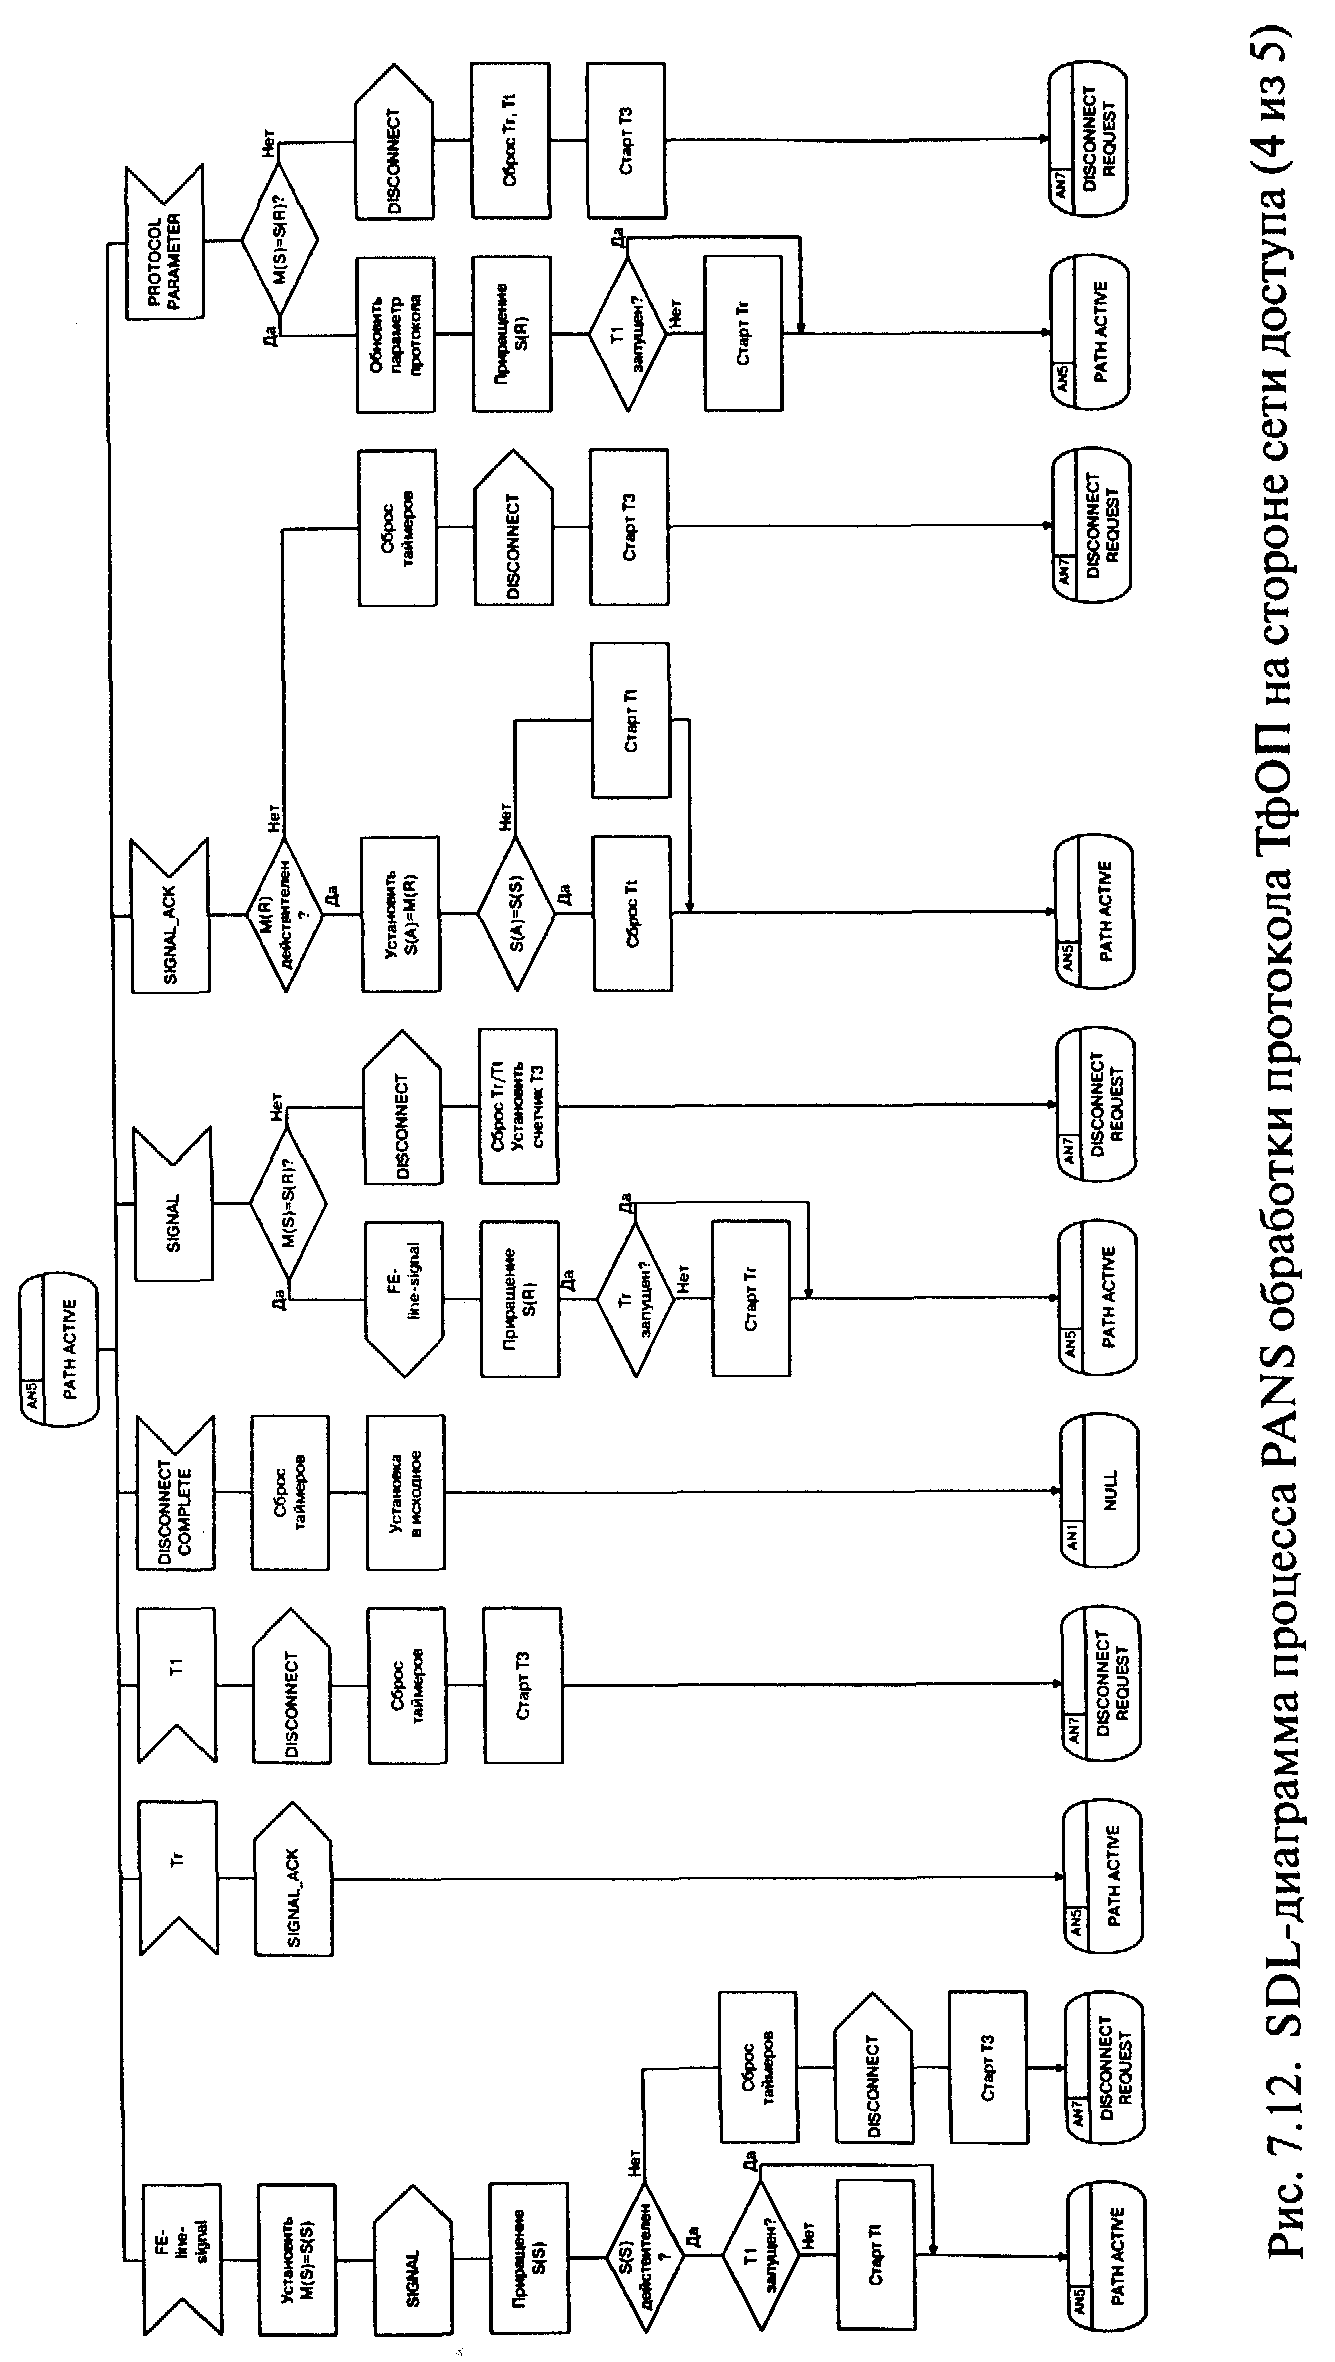 AN5
PATH ACTIVE
FE-
line-
signal
Установить
M(S)=S(S)
SIGNAL
Приращение
S(S)
S(S)
действителен
?
Нет
Да
T1
запущен?
Да
Нет
Старт Tt
AN5
PATH ACTIVE
Сброс
таймеров
DISCONNECT
Старт T3
AN7
DISCONNECT
REQUEST
Tr
SIGNAL_ACK
AN5
PATH ACTIVE
T1
DISCONNECT
Сброс
таймеров
Старт T3
AN7
DISCONNECT
REQUEST
DISCONNECT
COMPLETE
Сброс
таймеров
Установка
в исходное
AN1
NULL
SIGNAL
M(S)=S(R)?
Да
Нет
FE-
line-signal
Приращение
S(R)
Да
Tr
запущен?
Да
Нет
Старт Tr
AN5
PATH ACTIVE
DISCONNECT
Сброс Tr/Tt
Установить
счетчик T3
AN7
DISCONNECT
REQUEST
SIGNAL_ACK
M(R)
действителен
?
Нет
Да
Установить
S(A)=M(R)
S(A)=S(S)
Нет
Да
Сброс Tt
Старт Tt
AN5
PATH ACTIVE
Сброс
таймеров
DISCONNECT
Старт T3
AN7
DISCONNECT
REQUEST
PROTOCOL
PARAMETER
M(S)=S(R)?
Да
Нет
Обновить
параметр
протокола
Приращение
S(R)
T1
запущен?
Да
Нет
Старт Tr
AN5
PATH ACTIVE
DISCONNECT
Сброс Tr, Tt
Старт T3
AN7
DISCONNECT
REQUEST
Рис. 7.12. SDL-диаграмма процесса PANS обработки протокола ТфОП на стороне сети доступа (4 из 5)